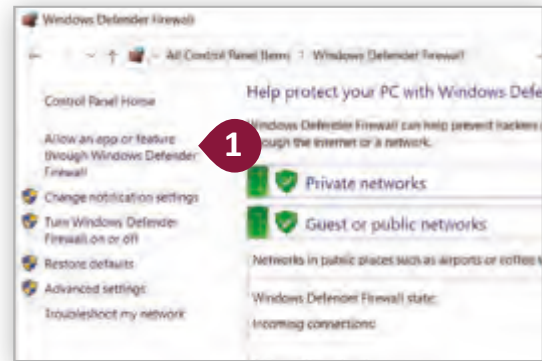 Windows Defender Firewall
All Control Panel Items Windows Defender Firewall
Control Panel Home
Allow an app or feature
through Windows Defender
Firewall
Change notification settings
Turn Windows Defender
Firewall on or off
Restore defaults
Advanced settings
Troubleshoot my network
1
Help protect your PC with Windows Defe
Windows Defender Firewall can help prevent hackers
through the internet or a network.
Private networks
Guest or public networks
Networks in public places such as airports or coffee
Windows Defender Firewall state:
Incoming connections: